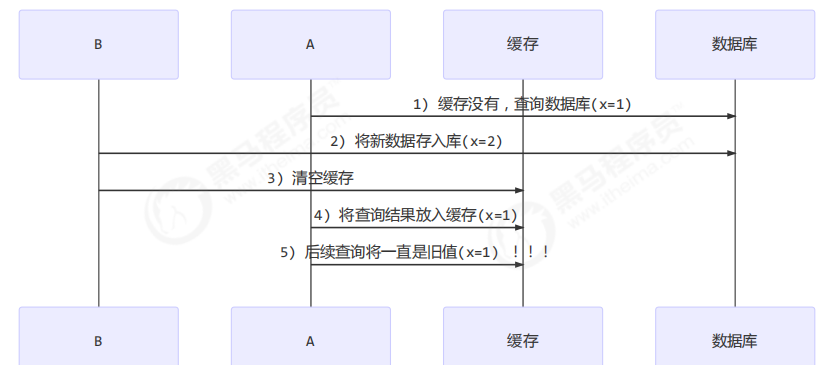 B A 缓存 数据库
1) 缓存没有，查询数据库(x=1)
2) 将新数据存入库(x=2)
3) 清空缓存
4) 将查询结果放入缓存(x=1)
5) 后续查询将一直是旧值(x=1) ！！！
B A 缓存 数据库
黑马程序员
www.itheima.com
黑马程序员
www.itheima.com